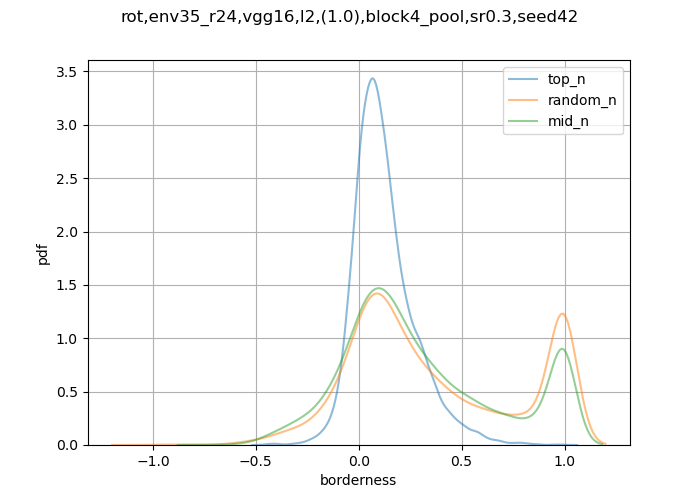 rot,env35_r24,vgg16,l2,(1.0),block4_pool,sr0.3,seed42
top_n
random_n
mid_n
pdf
3.5
3.0
2.5
2.0
1.5
1.0
0.5
0.0
−1.0 −0.5 0.0 0.5 1.0
borderness